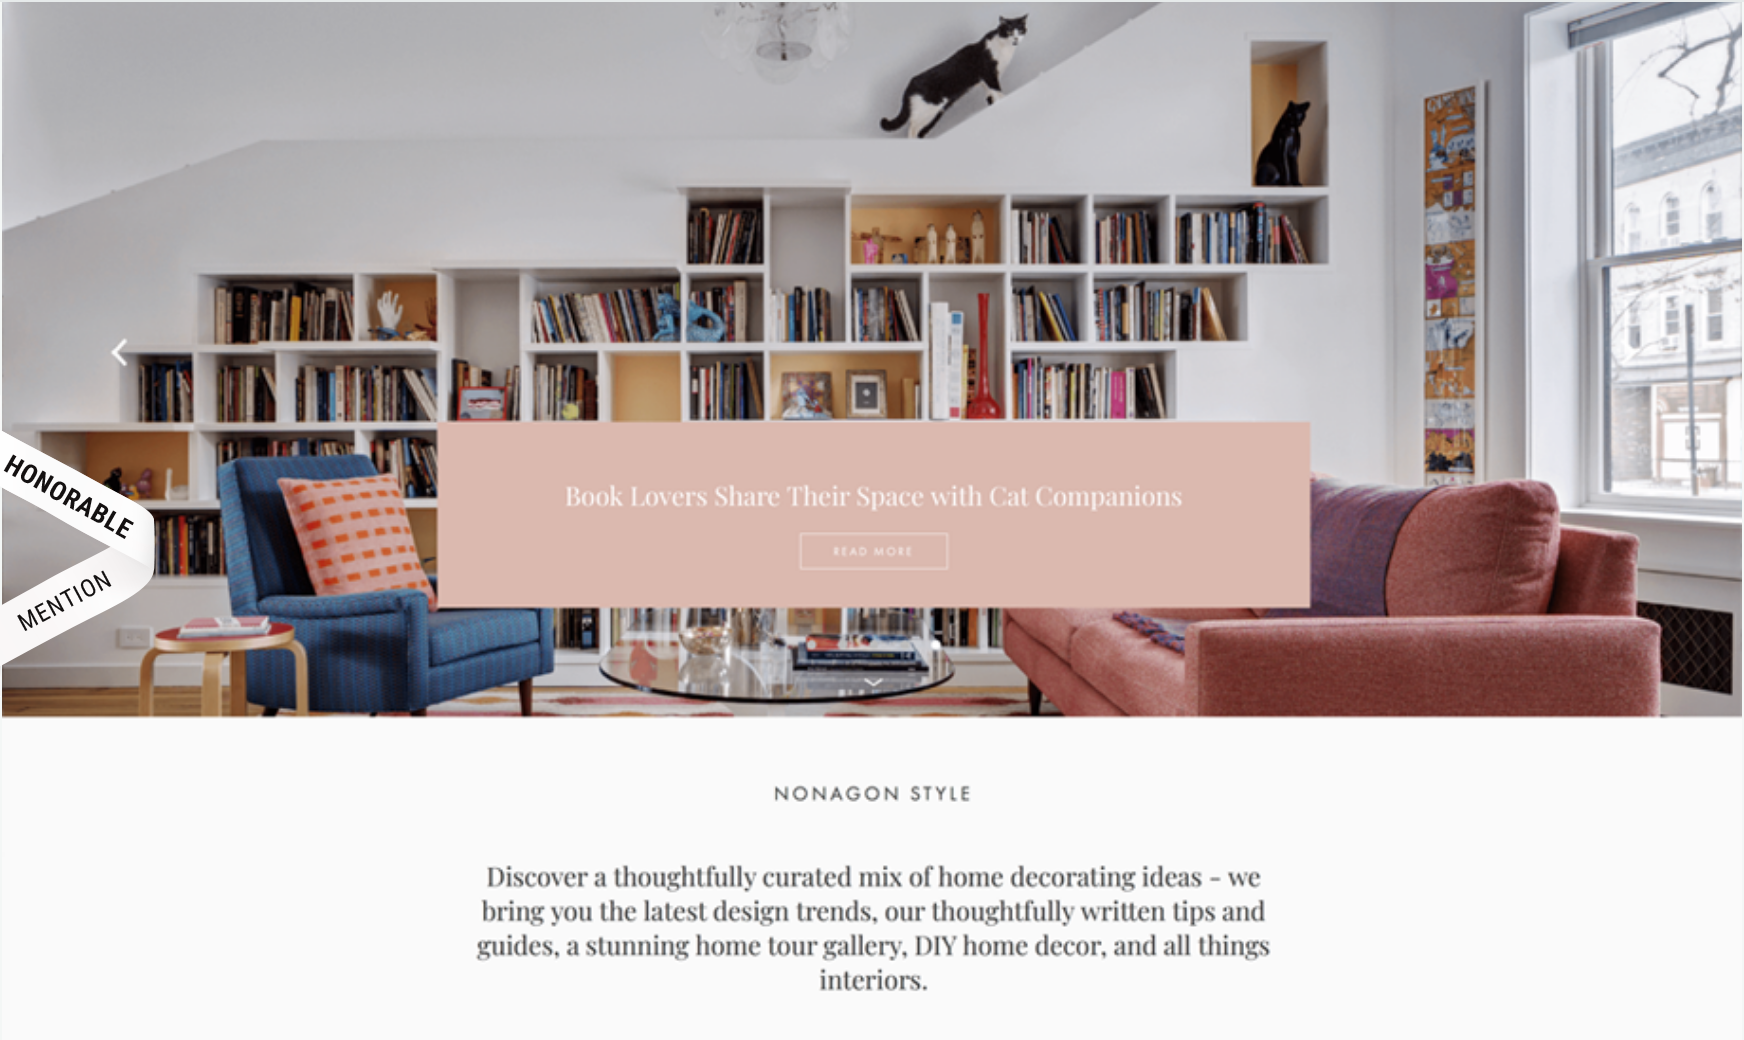 HONORABLE
MENTION
Book Lovers Share Their Space with Cat Companions
READ MORE
NONAGON STYLE
Discover a thoughtfully curated mix of home decorating ideas – we
bring you the latest design trends, our thoughtfully written tips and
guides, a stunning home tour gallery, DIY home decor, and all things
interiors.